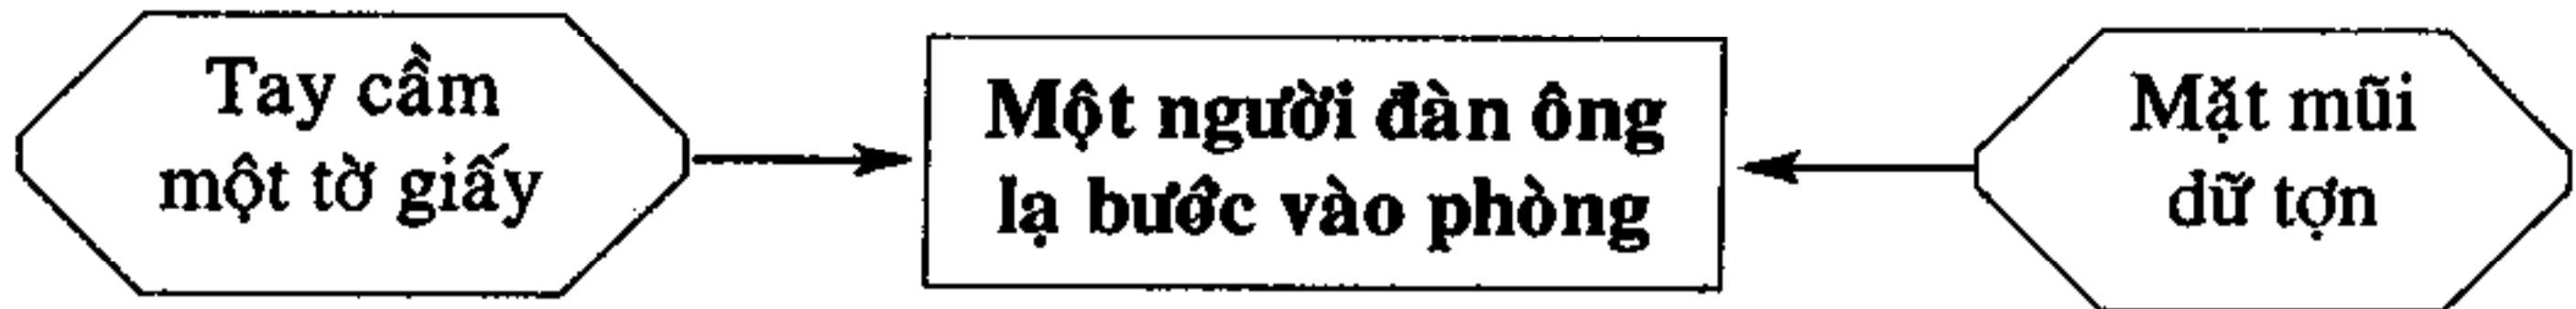 Tay cầm
một tờ giấy
Một người đàn ông
lạ bước vào phòng
Mặt mũi
dữ tợn